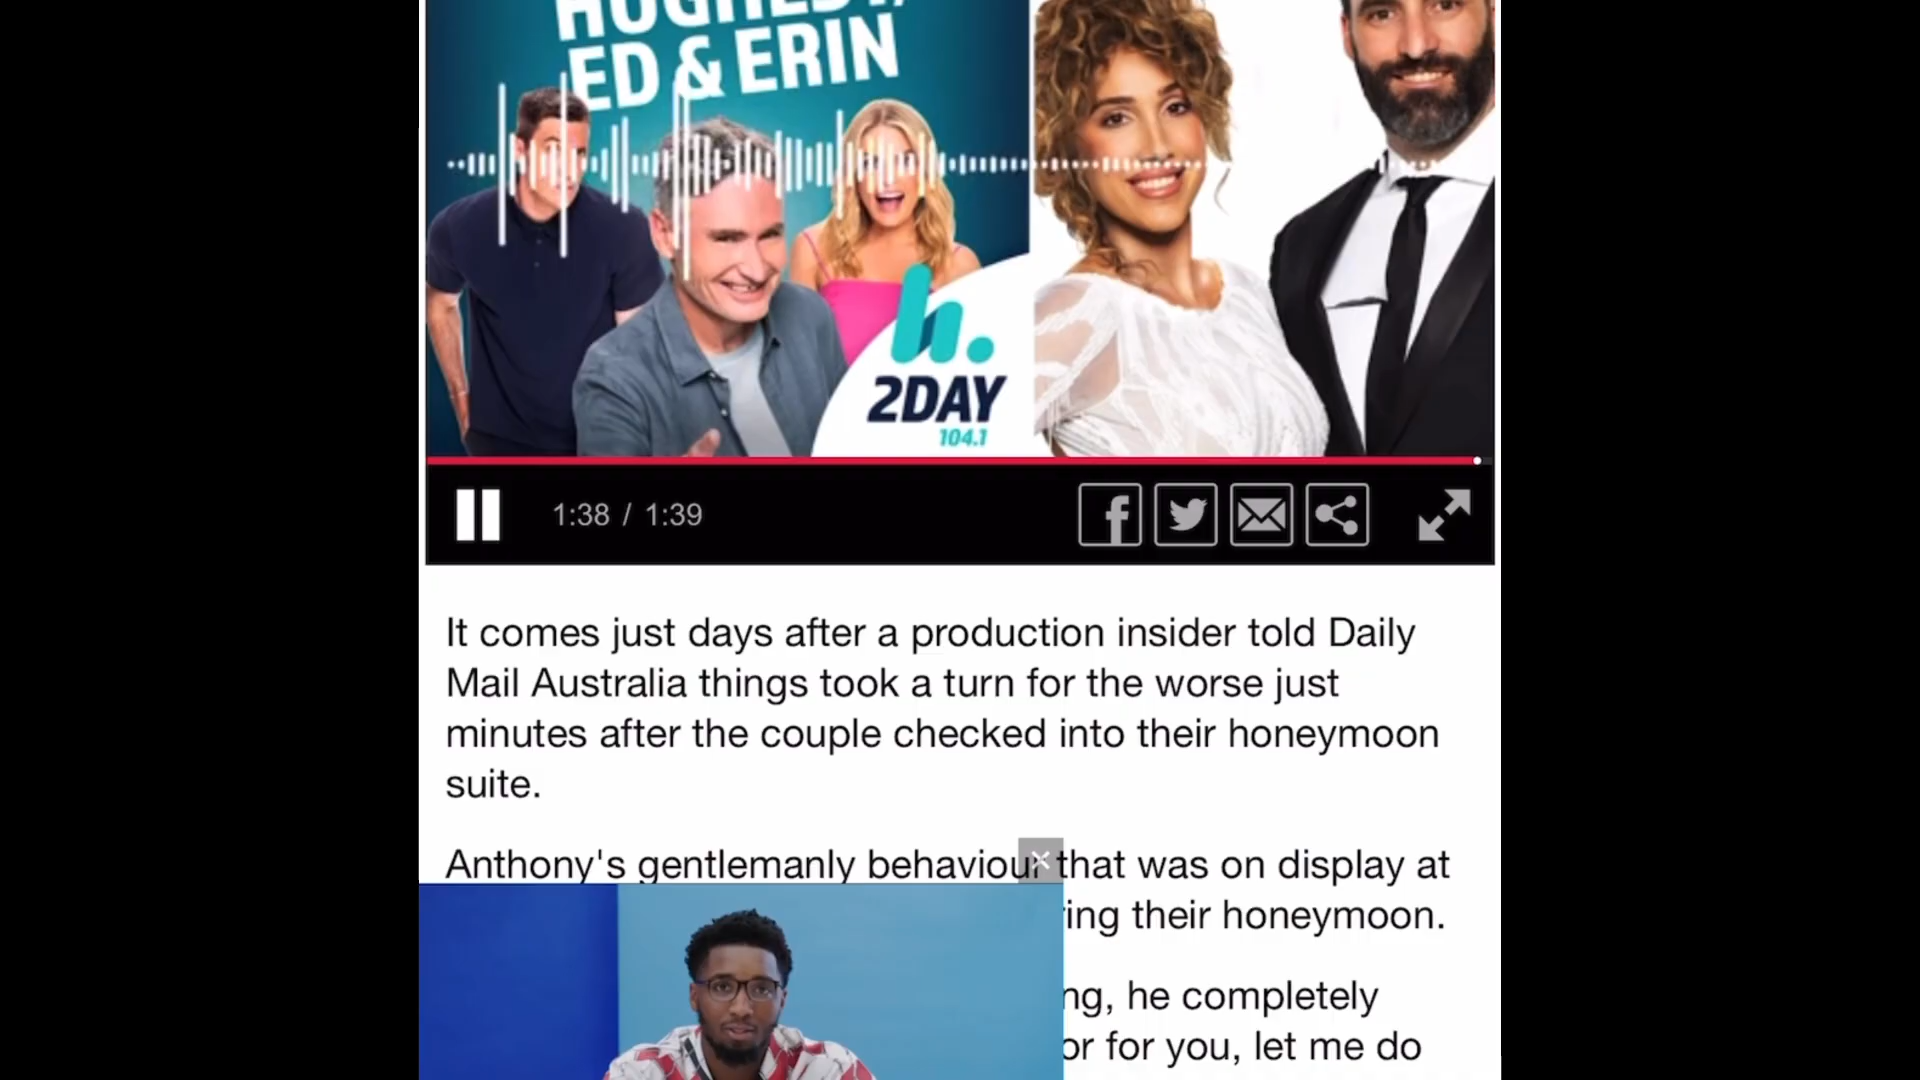 ED & ERIN
h.
2DAY
104.1
1:38 / 1:39
It comes just days after a production insider told Daily
Mail Australia things took a turn for the worse just
minutes after the couple checked into their honeymoon
suite.
Anthony's gentlemanly behaviour that was on display at
ring their honeymoon.
ng, he completely
or for you, let me do